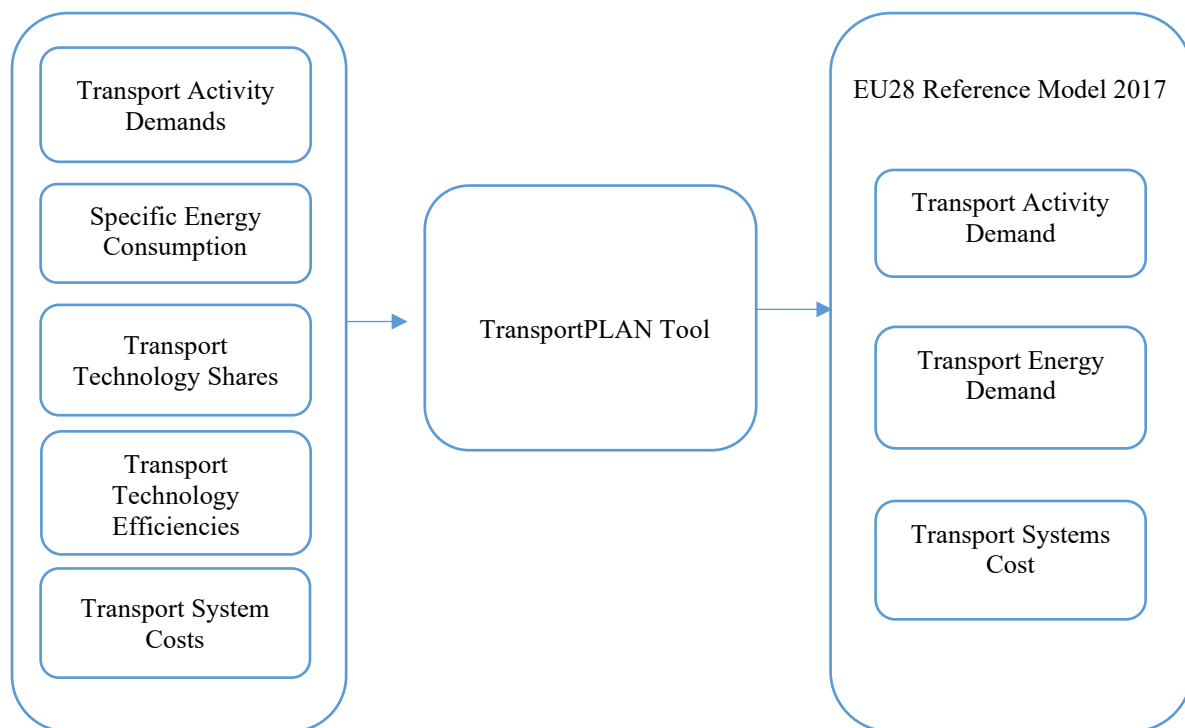 Transport Activity
Demands
Specific Energy
Consumption
Transport
Technology Shares
Transport
Technology
Efficiencies
Transport System
Costs
TransportPLAN Tool
EU28 Reference Model 2017
Transport Activity
Demand
Transport Energy
Demand
Transport Systems
Cost